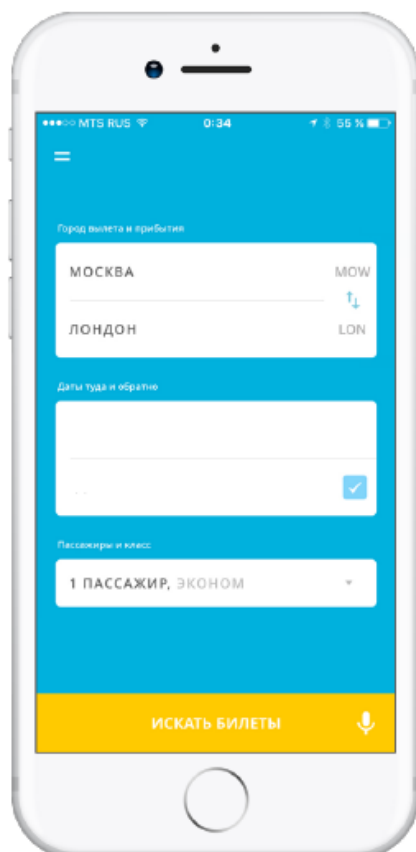 MTS RUS
0:34
55 %
Город вылета и прибытия
МОСКВА
MOW
ЛОНДОН
LON
Даты туда и обратно
Пассажиры и класс
1 ПАССАЖИР, ЭКОНОМ
ИСКАТЬ БИЛЕТЫ